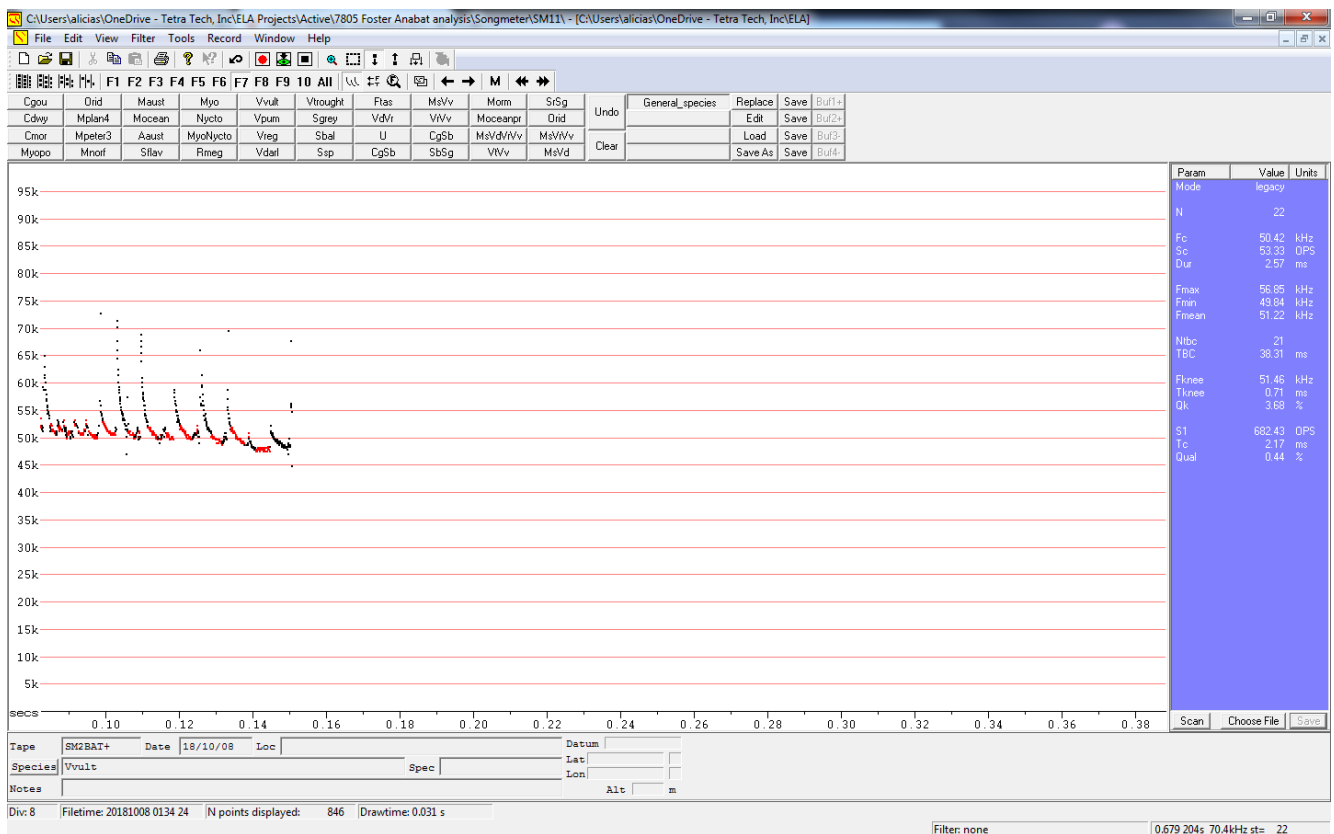 C:\Users\alicias\OneDrive - Tetra Tech, Inc\ELA Projects\Active\7805 Foster Anabat analysis\Songmeter\SM11\ - [C:\Users\alicias\OneDrive - Tetra Tech, Inc\ELA]
File Edit View Filter Tools Record Window Help
F1 F2 F3 F4 F5 F6 F7 F8 F9 10 All M
Cgou Orid Maust Myo Vvult Vtrought Ftas MsVv Morm SrSg Undo General_species Replace Save Buf1+
Cdwy Mplan4 Mocean Nycto Vpum Sgrey VdVr VrVv Moceanpr Orid Edit Save Buf2+
Cmor Mpeter3 Aaust MyoNycto Vreg Sbal U CgSb MsVdVrVv MsVrVv Clear Load Save Buf3-
Myopo Mnorf Sflav Rmeg Vdarl Ssp CgSb SbSg VtVv MsVd Save As Save Buf4-
95k
90k
85k
80k
75k
70k
65k
60k
55k
50k
45k
40k
35k
30k
25k
20k
15k
10k
5k
secs 0.10 0.12 0.14 0.16 0.18 0.20 0.22 0.24 0.26 0.28 0.30 0.32 0.34 0.36 0.38
Param Value Units
Mode legacy
N 22
Fc 50.42 kHz
Sc 53.33 OPS
Dur 2.57 ms
Fmax 56.85 kHz
Fmin 49.84 kHz
Fmean 51.22 kHz
Ntbc 21
TBC 38.31 ms
Fknee 51.46 kHz
Tknee 0.71 ms
Qk 3.68 %
S1 682.43 OPS
Tc 2.17 ms
Qual 0.44 %
Scan Choose File Save
Tape SM2BAT+ Date 18/10/08 Loc Datum
Species Vvult Spec Lat
Lon
Notes Alt m
Div: 8 Filetime: 20181008 0134 24 N points displayed: 846 Drawtime: 0.031 s
Filter: none 0.679 204s 70.4kHz st= 22